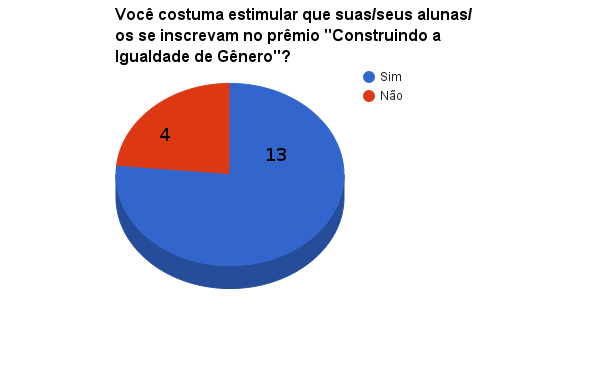 Você costuma estimular que suas/seus alunas/
os se inscrevam no prêmio "Construindo a
Igualdade de Gênero"?
Sim
Não
4
13